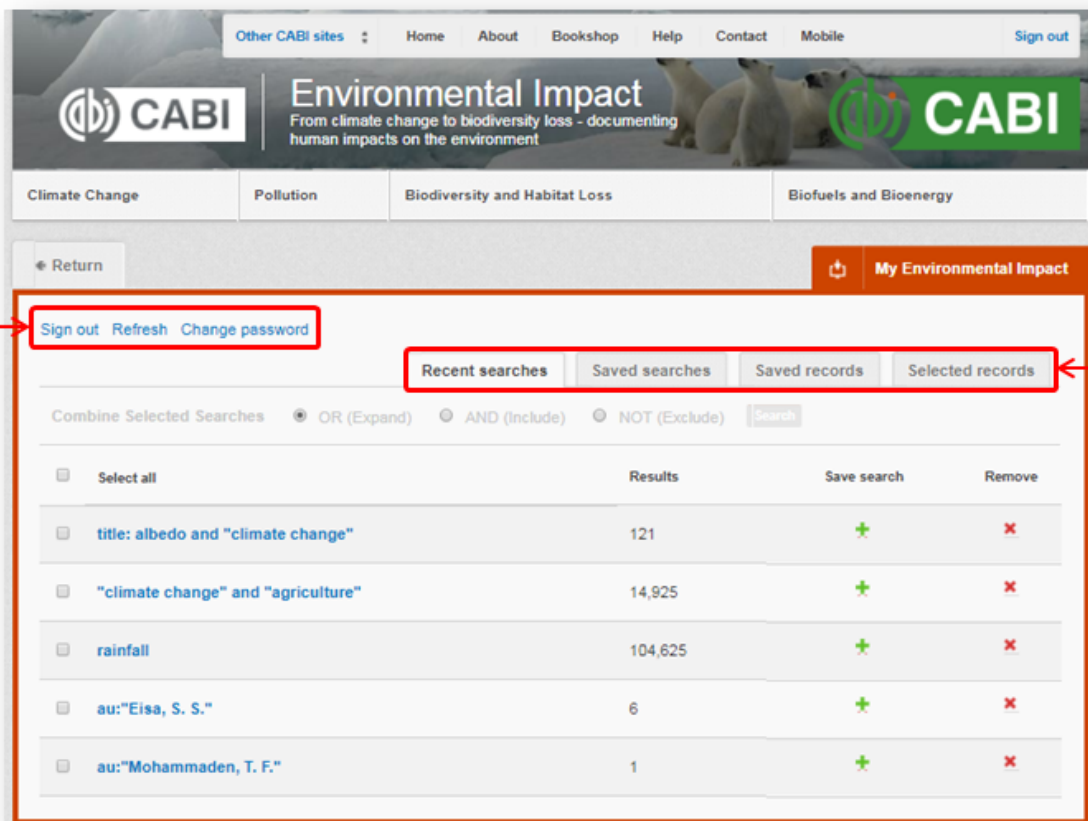 Other CABI sites Home About Bookshop Help Contact Mobile Sign out
CABI
Environmental Impact
From climate change to biodiversity loss - documenting
human impacts on the environment
CABI
Climate Change Pollution Biodiversity and Habitat Loss Biofuels and Bioenergy
Return My Environmental Impact
Sign out Refresh Change password
Recent searches Saved searches Saved records Selected records
Combine Selected Searches OR (Expand) AND (Include) NOT (Exclude) Search
Select all Results Save search Remove
title: albedo and "climate change" 121
"climate change" and "agriculture" 14,925
rainfall 104,625
au:"Eisa, S. S." 6
au:"Mohammaden, T. F." 1